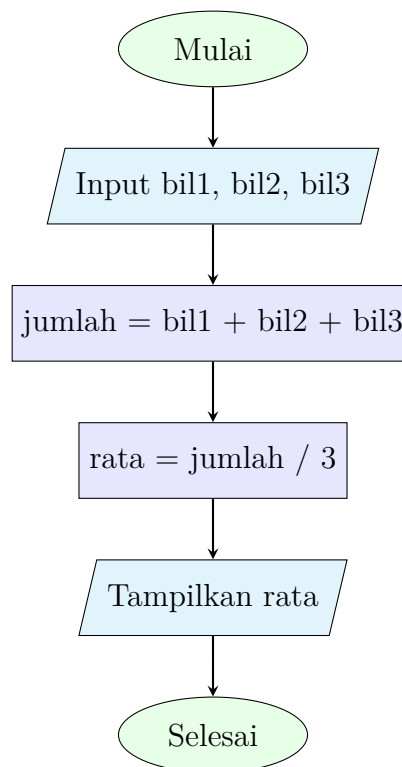 Mulai
Input bil1, bil2, bil3
jumlah = bil1 + bil2 + bil3
rata = jumlah / 3
Tampilkan rata
Selesai